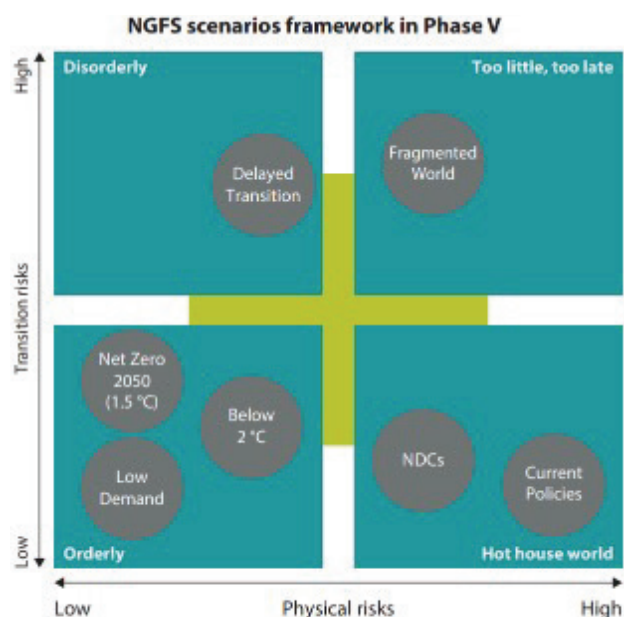 NGFS scenarios framework in Phase V
High
Transition risks
Low
Disorderly
Delayed
Transition
Too little, too late
Fragmented
World
Net Zero
2050
(1.5 °C)
Below
2 °C
Low
Demand
Orderly
NDCs
Current
Policies
Hot house world
Low
Physical risks
High